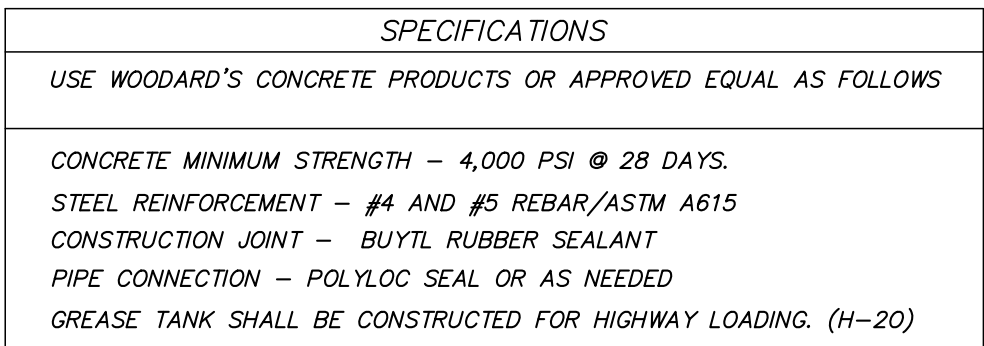 SPECIFICATIONS
USE WOODARD'S CONCRETE PRODUCTS OR APPROVED EQUAL AS FOLLOWS
CONCRETE MINIMUM STRENGTH – 4,000 PSI @ 28 DAYS.
STEEL REINFORCEMENT – #4 AND #5 REBAR/ASTM A615
CONSTRUCTION JOINT – BUYTL RUBBER SEALANT
PIPE CONNECTION – POLYLOC SEAL OR AS NEEDED
GREASE TANK SHALL BE CONSTRUCTED FOR HIGHWAY LOADING. (H–20)